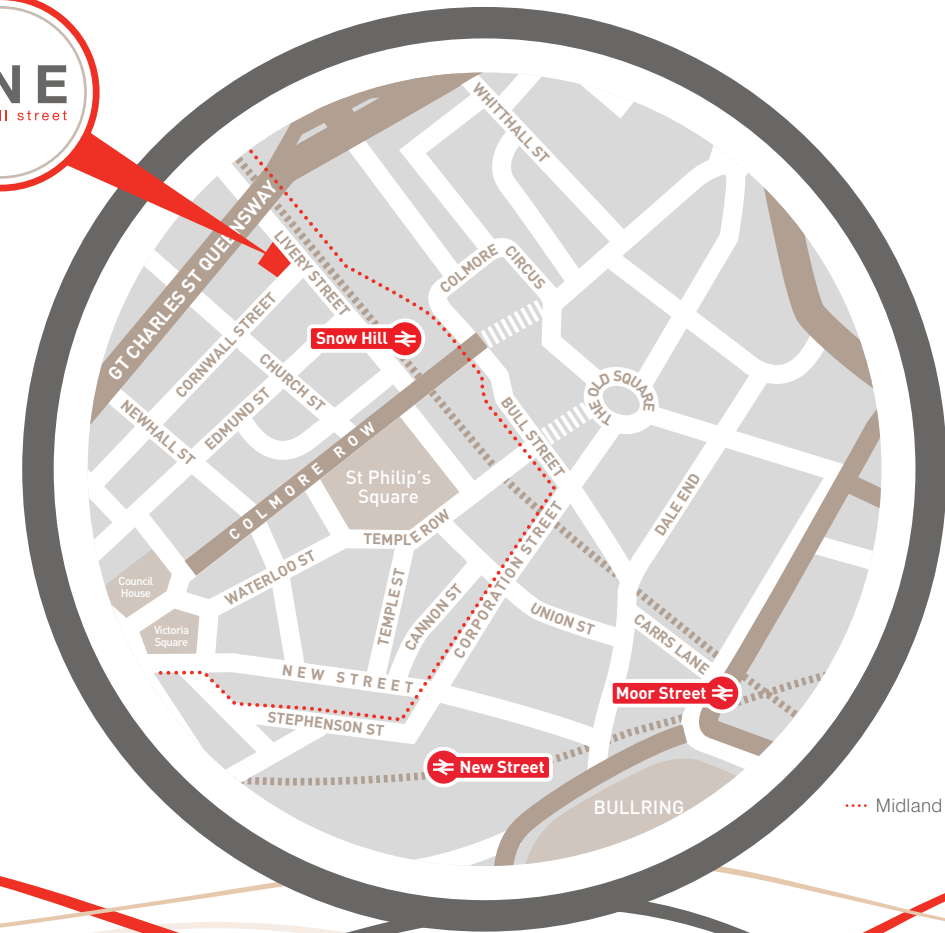 NE
ll street
WHITTHALL ST
GT CHARLES ST QUEENSWAY
LIVERY STREET
COLMORE CIRCUS
Snow Hill
CORNWALL STREET
CHURCH ST
EDMUND ST
NEWHALL ST
THE OLD SQUARE
BULL STREET
COLMORE ROW
St Philip's
Square
DALE END
TEMPLE ROW
WATERLOO ST
Council
House
TEMPLE ST
CANNON ST
CORPORATION STREET
UNION ST
CARRS LANE
Victoria
Square
NEW STREET
Moor Street
STEPHENSON ST
New Street
BULLRING
Midland